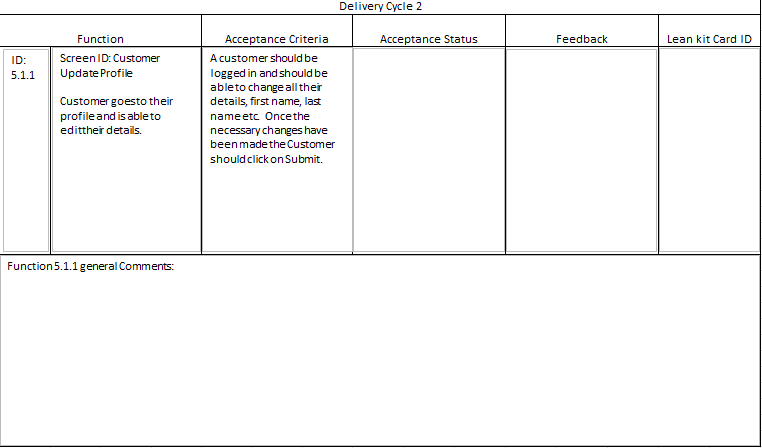 Delivery Cycle 2
Function Acceptance Criteria Acceptance Status Feedback Lean kit Card ID
ID:
5.1.1
Screen ID: Customer
Update Profile
Customer goes to their
profile and is able to
edit their details.
A customer should be
logged in and should be
able to change all their
details, first name, last
name etc. Once the
necessary changes have
been made the Customer
should click on Submit.
Function 5.1.1 general Comments: